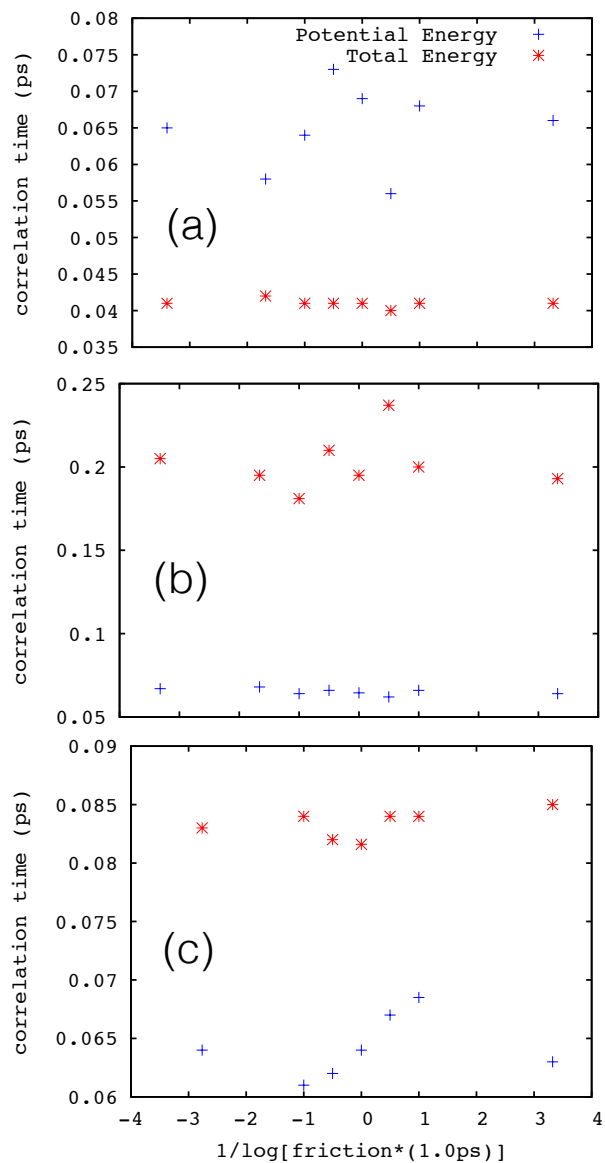 0.08
Potential Energy
0.075
Total Energy
0.07
0.065
0.06
0.055
0.05
0.045
0.04
0.035
correlation time (ps)
(a)
0.25
0.2
0.15
0.1
0.05
correlation time (ps)
(b)
0.09
0.085
0.08
0.075
0.07
0.065
0.06
correlation time (ps)
(c)
−4 −3 −2 −1 0 1 2 3 4
1/log[friction*(1.0ps)]